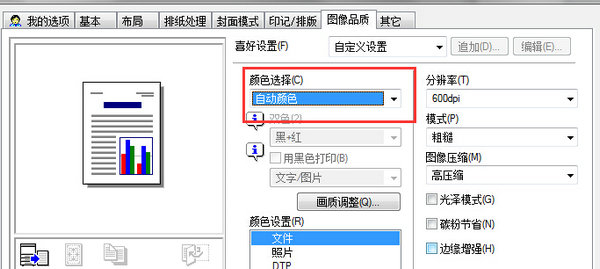 我的选项 基本 布局 排纸处理 封面模式 印记/排版 图像品质 其它
喜好设置(F) 自定义设置 追加(D)... 编辑(E)...
颜色选择(C)
自动颜色
双色(2)
黑+红
用黑色打印(B)
文字/图片
画质调整(Q)...
颜色设置(R)
文件
照片
DTP
分辨率(T)
600dpi
模式(P)
粗糙
图像压缩(M)
高压缩
光泽模式(G)
碳粉节省(N)
边缘增强(H)